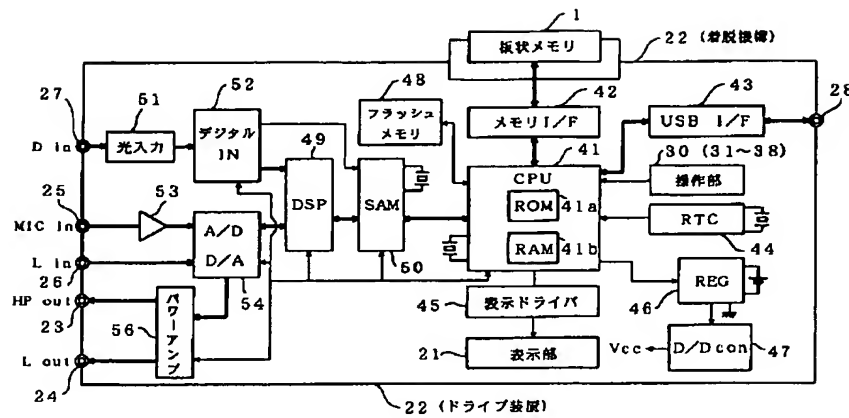 1
板状メモリ
22 (着脱機構)
52
48
42
43
27
51
フラッシュ
メモリ
メモリI/F
USB I/F
28
D in
光入力
デジタル
IN
49
41
30 (31~38)
25
53
DSP
SAM
CPU
操作部
ROM
41a
MIC in
A/D
D/A
RTC
L in
RAM
41b
44
26
50
HP out
54
45
表示ドライバ
46
REG
23
56
パワーアンプ
L out
21
表示部
Vcc
D/Dcon
47
24
22 (ドライブ装置)